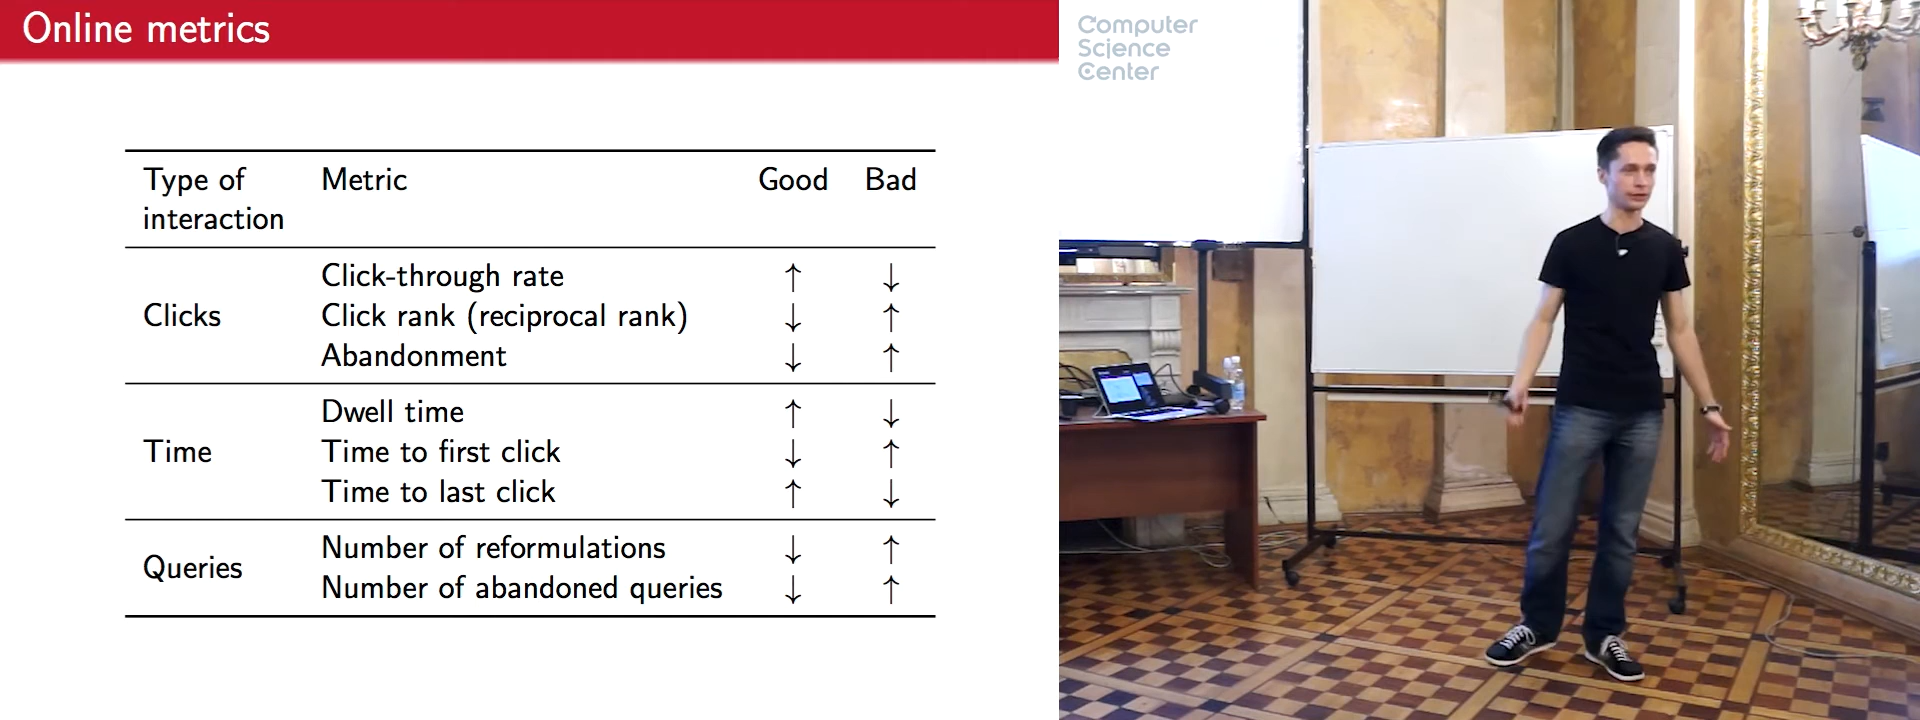 Online metrics
Type of interaction Metric Good Bad
Clicks
Click-through rate ↑ ↓
Click rank (reciprocal rank) ↓ ↑
Abandonment ↓ ↑
Time
Dwell time ↑ ↓
Time to first click ↓ ↑
Time to last click ↑ ↓
Queries
Number of reformulations ↓ ↑
Number of abandoned queries ↓ ↑
Computer
Science
Center